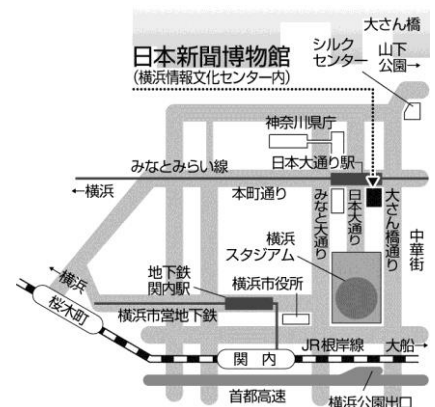 大さん橋
日本新聞博物館
(横浜情報文化センター内)
シルク
センター
山下
公園→
神奈川県庁
みなとみらい線
日本大通り駅
←横浜
本町通り
みなと大通り
日本大通り
大さん橋通り
中華街
↓
横浜
スタジアム
←横浜
地下鉄
関内駅
横浜市役所
桜木町
横浜市営地下鉄
JR根岸線
大船→
関内
首都高速
横浜公園出口